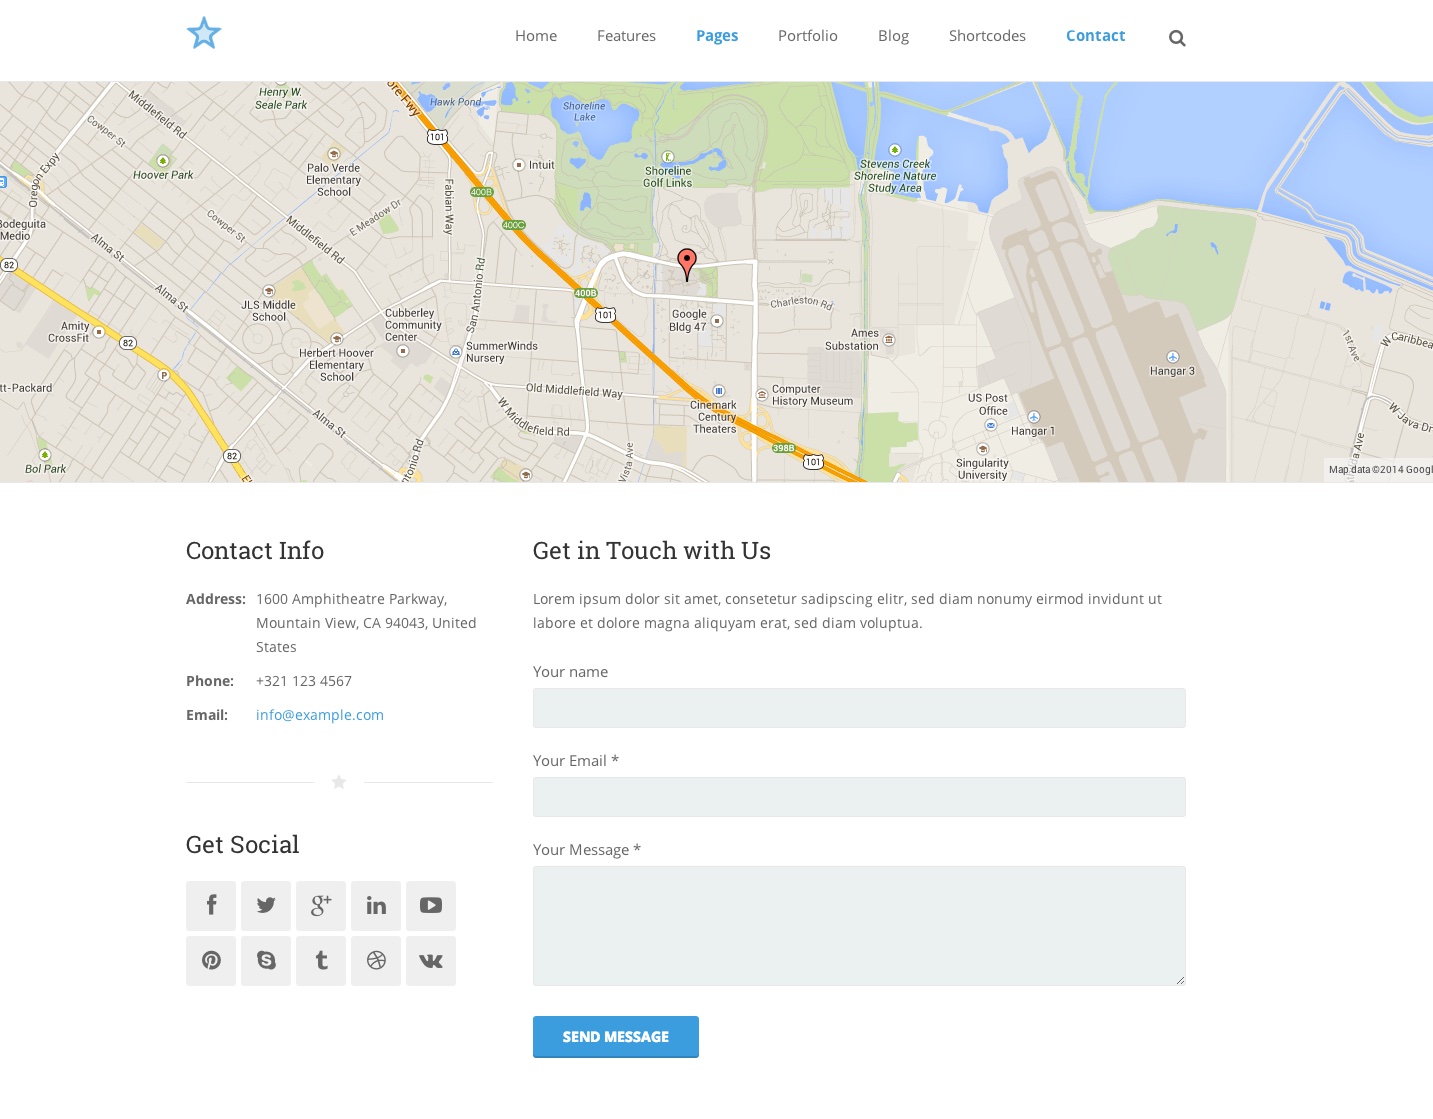 Home Features Pages Portfolio Blog Shortcodes Contact
Henry W.
Seale Park
Middlefield Rd
Cowper St
Hoover Park
Oregon Expy
Palo Verde
Elementary
School
Hawk Pond
101
Shoreline
Lake
Intuit
Shoreline
Golf Links
Stevens Creek
Shoreline Nature
Study Area
400B
400C
Fabian Way
E Meadow Dr
Cowper St
Middlefield Rd
Bodeguita
Medio
Alma St
82
Alma St
JLS Middle
School
San Antonio Rd
400B
101
Charleston Rd
Google
Bldg 47
Cubberley
Community
Center
Amity
CrossFit
82
Herbert Hoover
Elementary
School
SummerWinds
Nursery
Ames
Substation
Hangar 3
1st Ave
W Caribbea
tt-Packard
P
Old Middlefield Way
Computer
History Museum
Cinemark
Century
Theaters
W Middlefield Rd
Alma St
US Post
Office
Hangar 1
W Java Dr
398B
101
82
Bol Park
Singularity
University
Map data ©2014 Googl
Contact Info
Address: 1600 Amphitheatre Parkway,
Mountain View, CA 94043, United
States
Phone: +321 123 4567
Email: info@example.com
Get Social
Get in Touch with Us
Lorem ipsum dolor sit amet, consetetur sadipscing elitr, sed diam nonumy eirmod invidunt ut
labore et dolore magna aliquyam erat, sed diam voluptua.
Your name
Your Email *
Your Message *
SEND MESSAGE